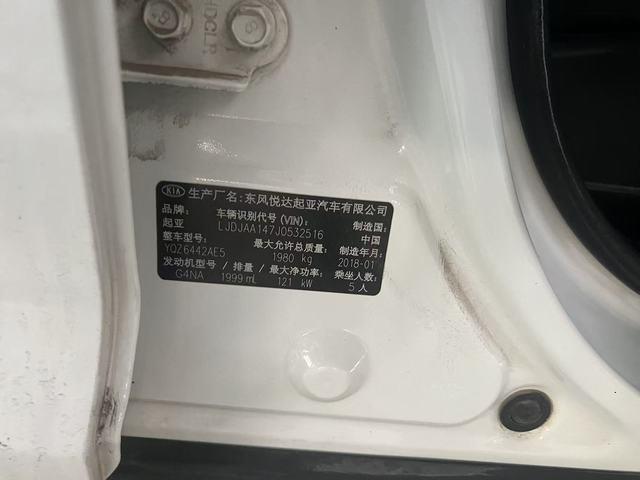 8
8
HDGLP
KIA 生产厂名:东风悦达起亚汽车有限公司
品牌: 车辆识别代号(VIN): 制造国:
起亚 LJDJAA147J0532516 中国
整车型号: 最大允许总质量: 制造年月:
YQZ6442AE5 1980 kg 2018-01
发动机型号/排量/最大净功率: 乘坐人数:
G4NA 1999 mL 121 kW 5 人